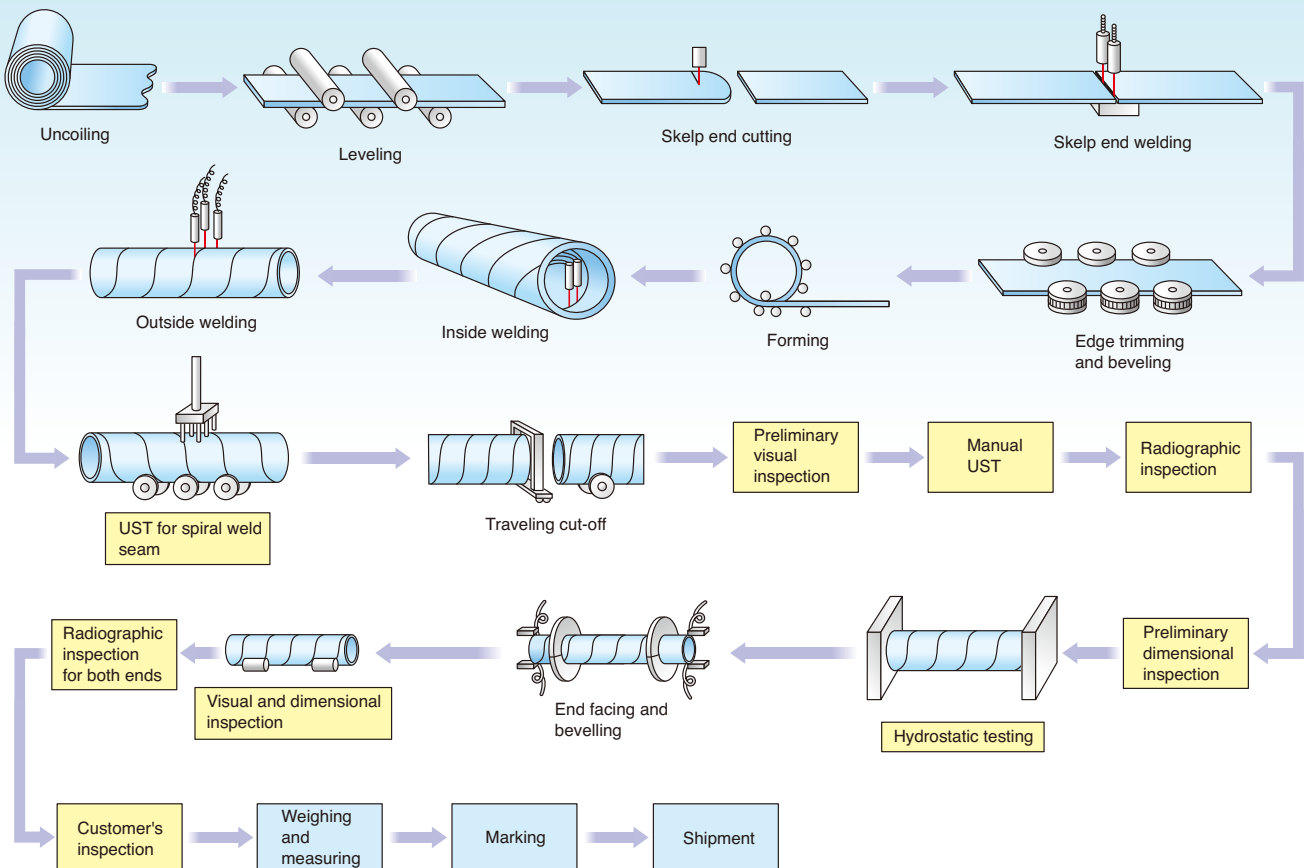 Uncoiling
Leveling
Skelp end cutting
Skelp end welding
Edge trimming
and beveling
Forming
Inside welding
Outside welding
UST for spiral weld
seam
Traveling cut-off
Preliminary
visual
inspection
Manual
UST
Radiographic
inspection
Preliminary
dimensional
inspection
Hydrostatic testing
End facing and
bevelling
Visual and dimensional
inspection
Radiographic
inspection
for both ends
Customer's
inspection
Weighing
and
measuring
Marking
Shipment